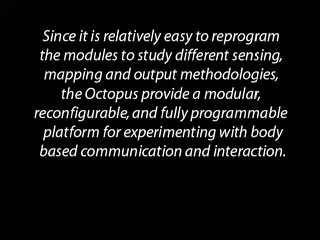 Since it is relatively easy to reprogram
the modules to study different sensing,
mapping and output methodologies,
the Octopus provide a modular,
reconfigurable, and fully programmable
platform for experimenting with body
based communication and interaction.